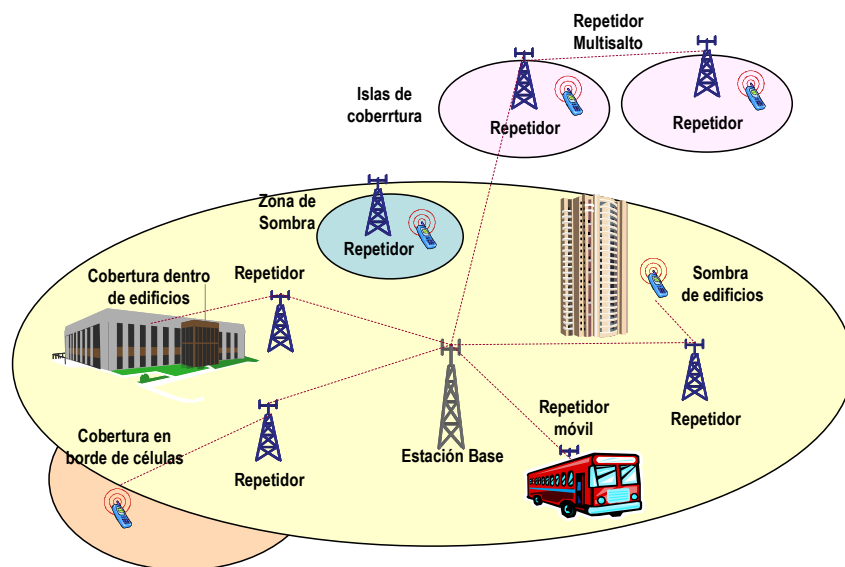 Repetidor
Multisalto
Islas de
coberrtura
Repetidor
Repetidor
Zona de
Sombra
Repetidor
Cobertura dentro
de edificios
Repetidor
Sombra
de edificios
Repetidor
móvil
Repetidor
Cobertura en
borde de células
Estación Base
Repetidor